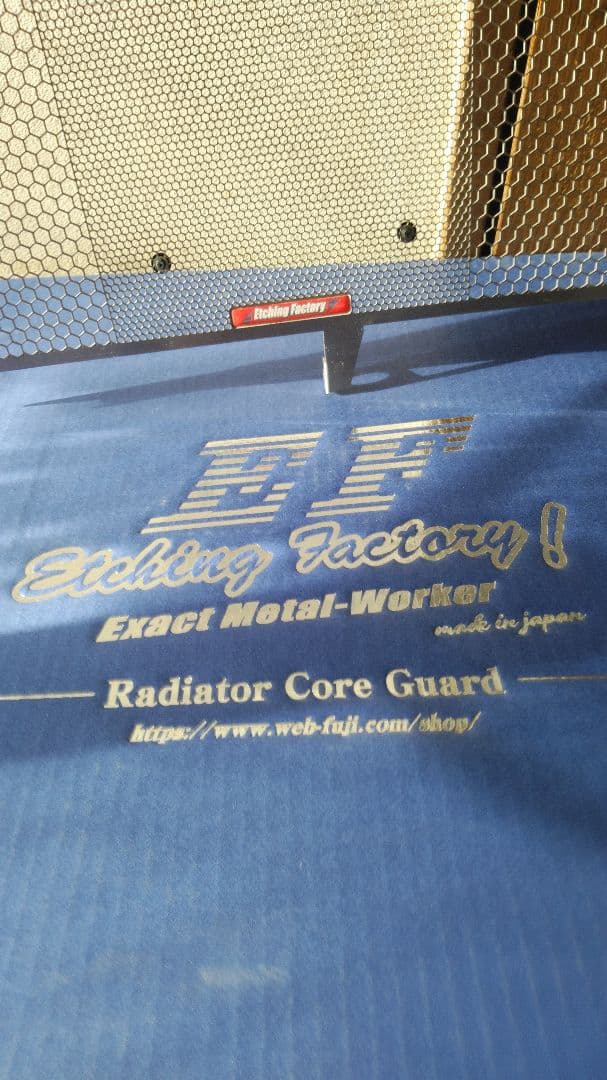 Etching Factory
EF
Etching Factory!
Exact Metal-Worker
made in japan
Radiator Core Guard
https://www.web-fuji.com/shop/